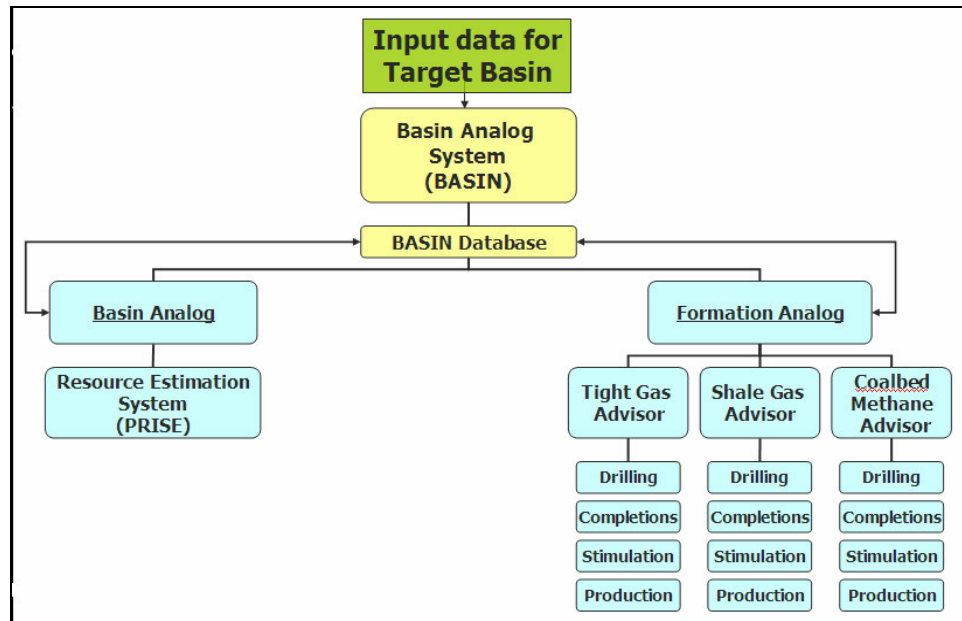 Input data for
Target Basin
Basin Analog
System
(BASIN)
BASIN Database
Basin Analog
Formation Analog
Resource Estimation
System
(PRISE)
Tight Gas
Advisor
Shale Gas
Advisor
Coalbed
Methane
Advisor
Drilling
Completions
Stimulation
Production
Drilling
Completions
Stimulation
Production
Drilling
Completions
Stimulation
Production